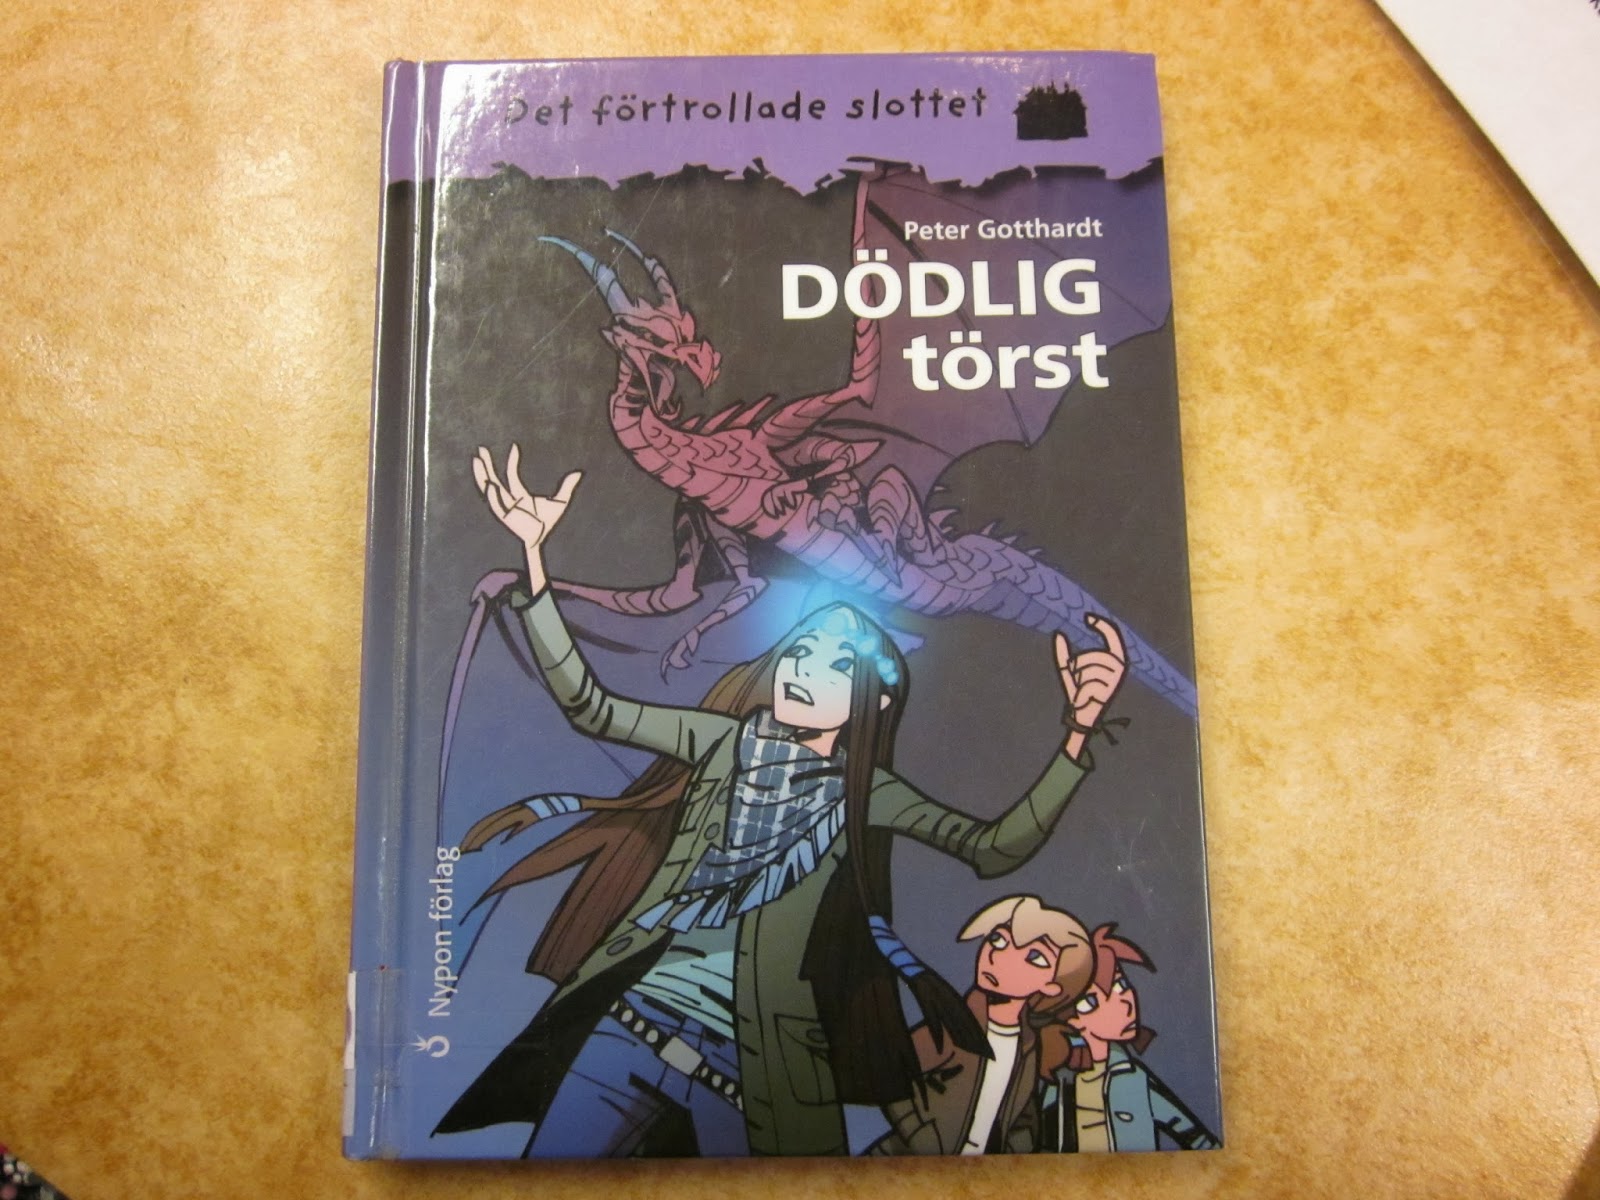 Det förtrollade slottet
Peter Gotthardt
DÖDLIG
törst
Nypon förlag